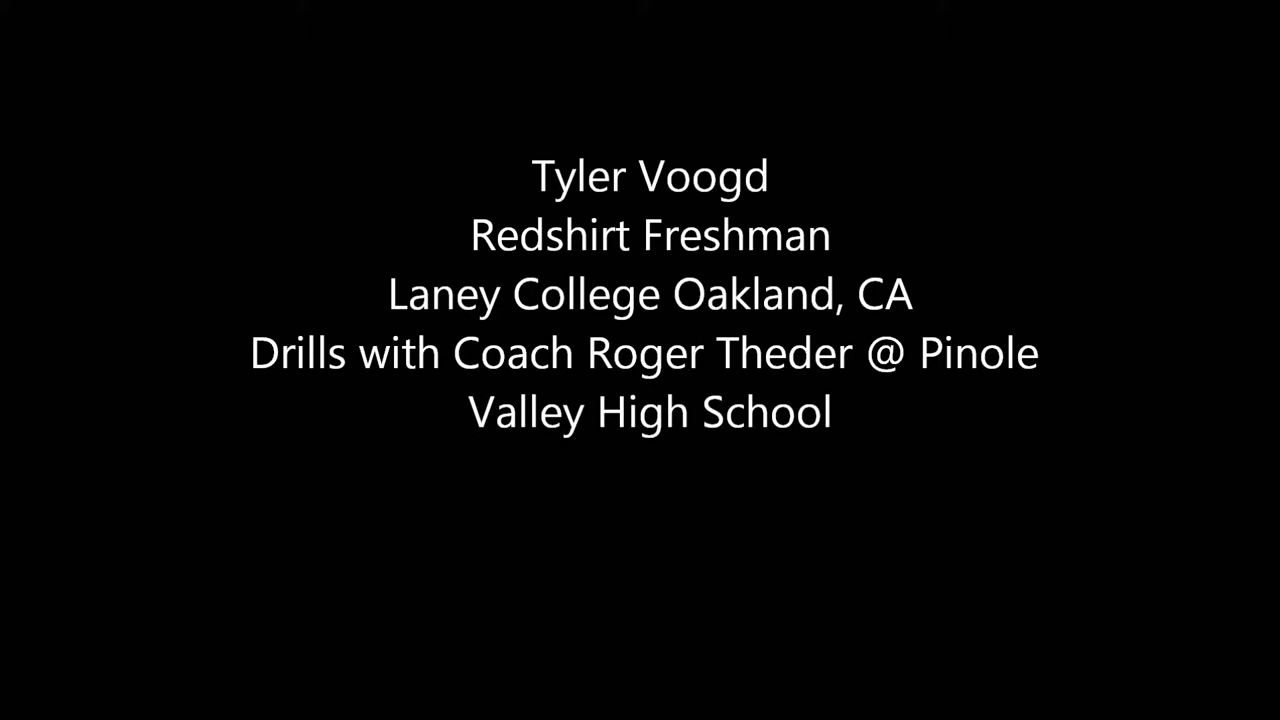 Tyler Voogd
Redshirt Freshman
Laney College Oakland, CA
Drills with Coach Roger Theder @ Pinole
Valley High School